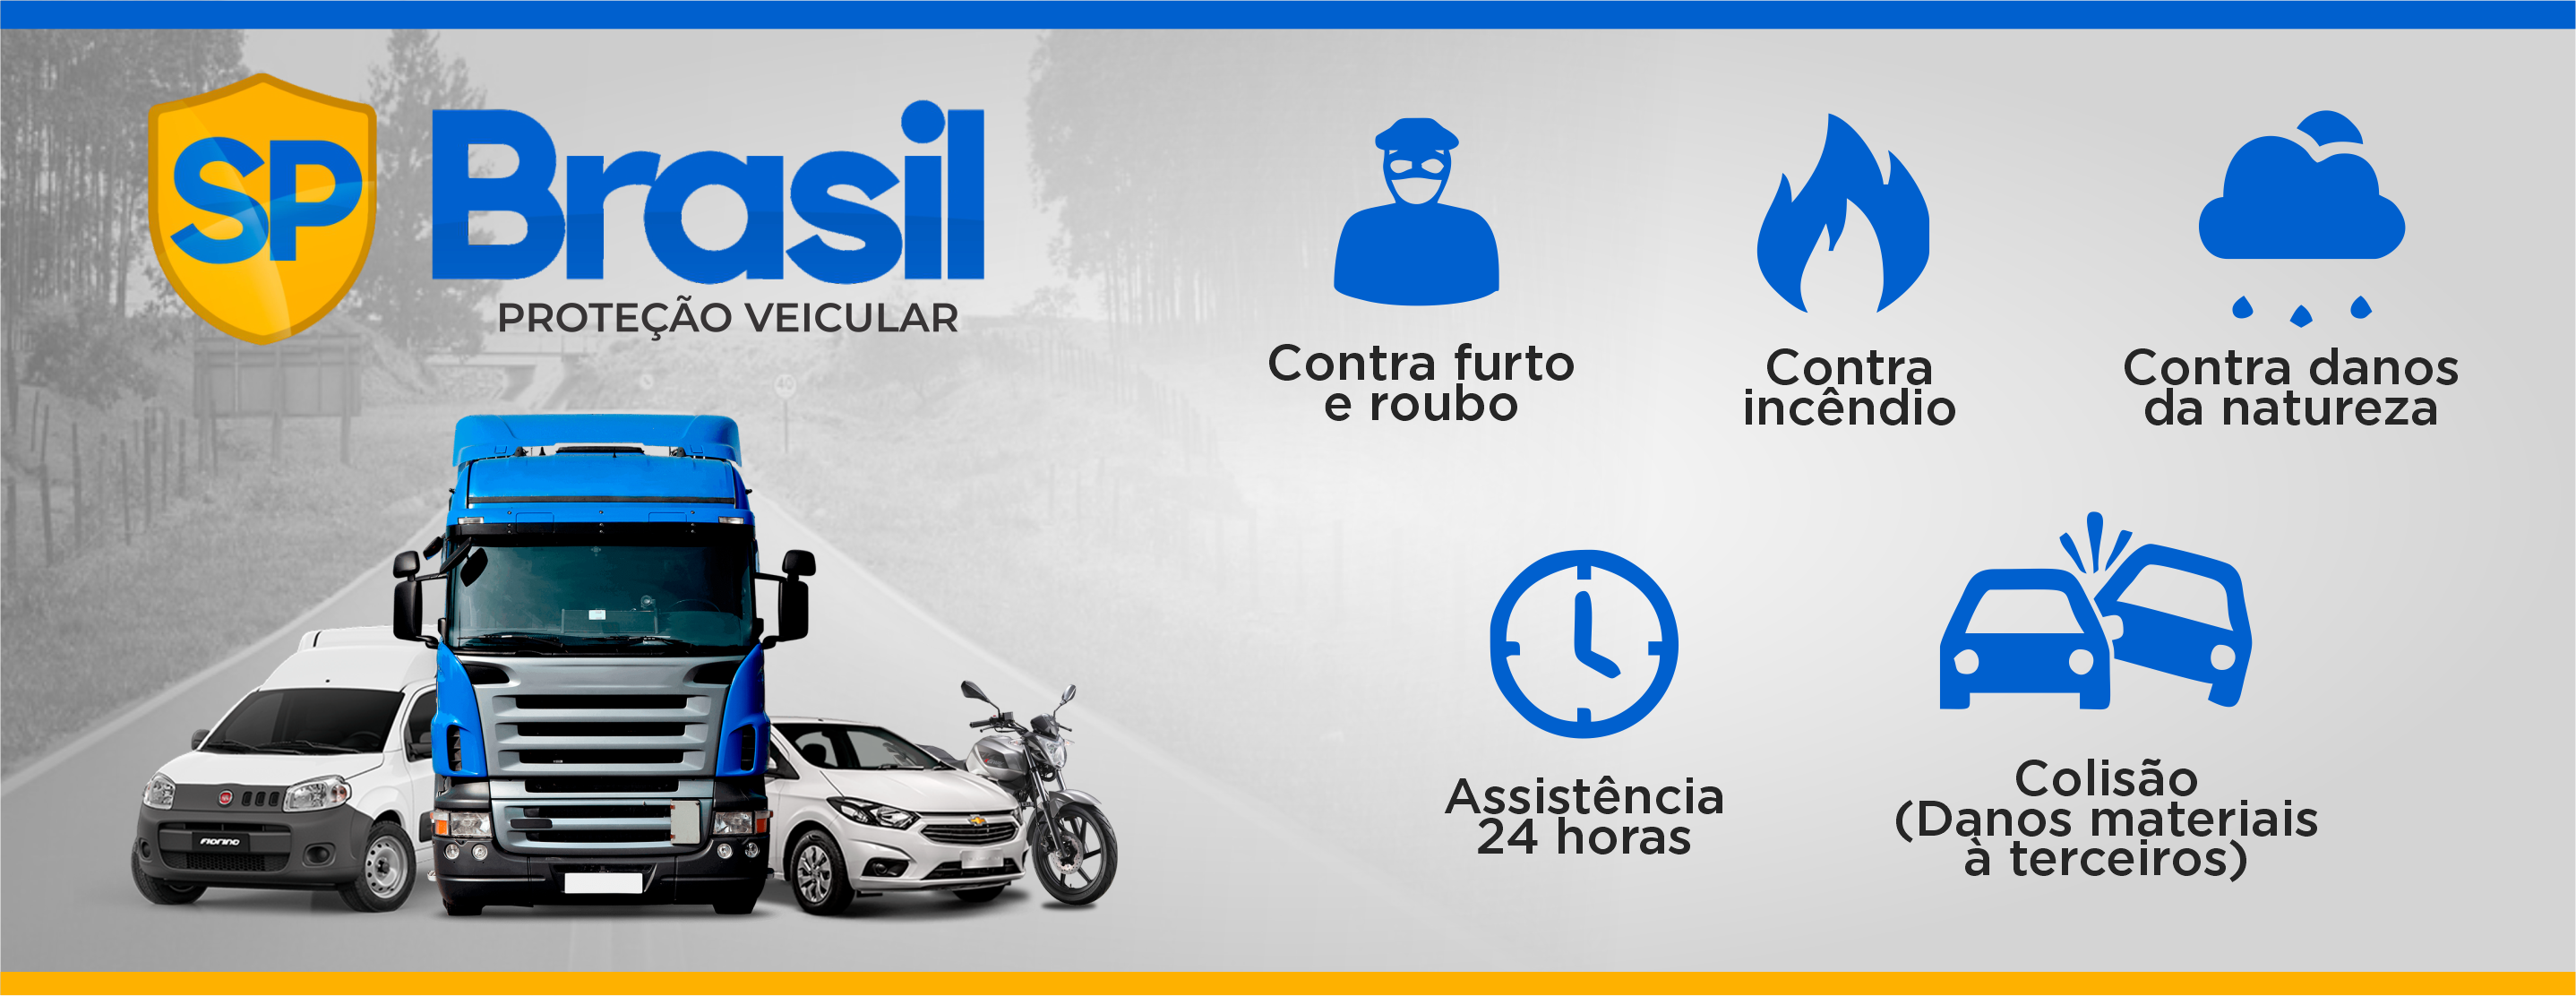 SP
Brasil
PROTEÇÃO VEICULAR
Contra furto
e roubo
Contra
incêndio
Contra danos
da natureza
Assistência
24 horas
Colisão
(Danos materiais
à terceiros)
FIORINO
40